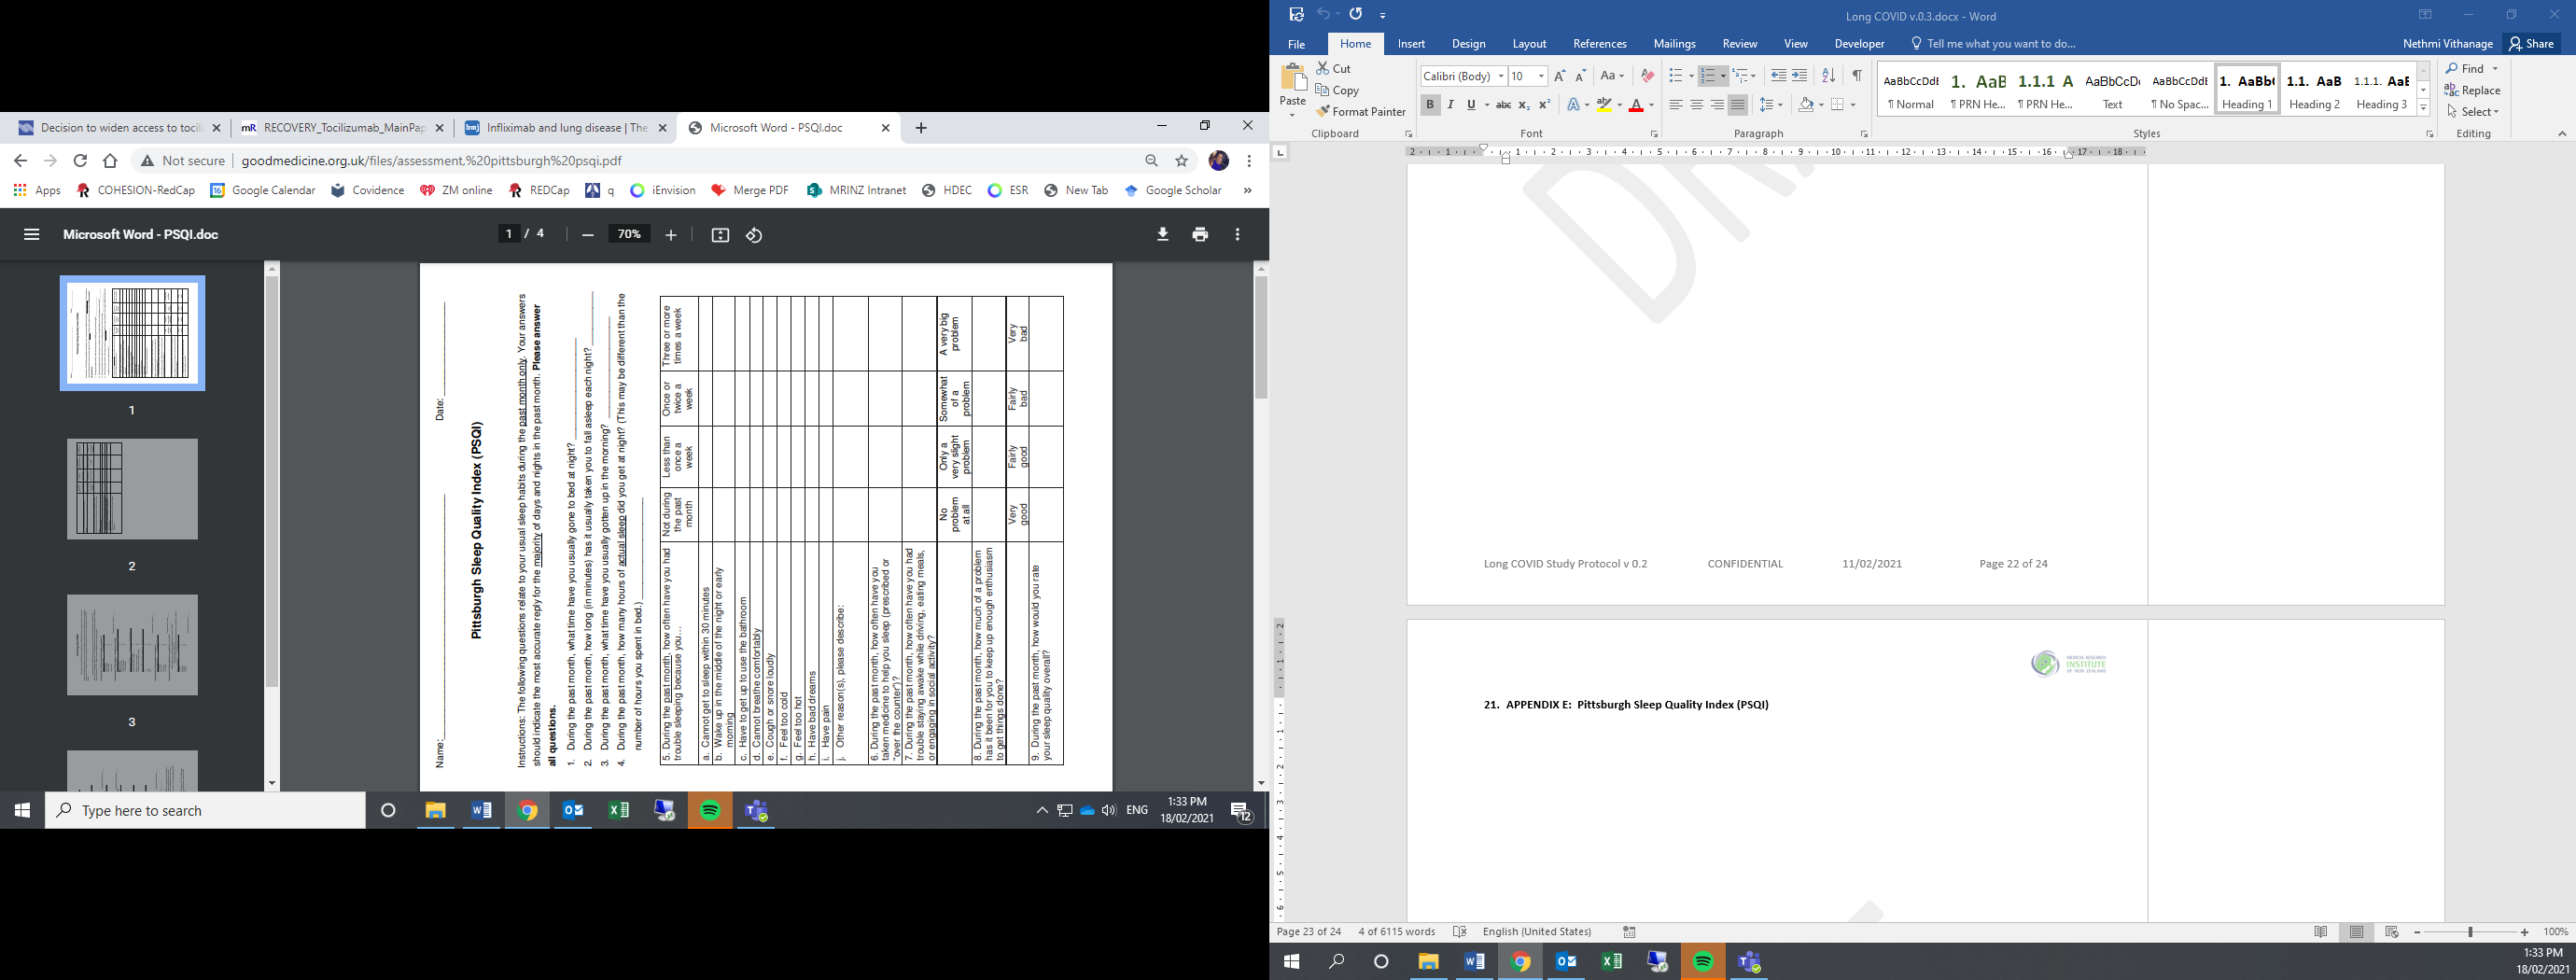 Decision to widen access to tocili
RECOVERY_Tocilizumab_MainPap
Infliximab and lung disease | The
Microsoft Word - PSQI.doc
Not secure | goodmedicine.org.uk/files/assessment,%20pittsburgh%20psqi.pdf
Apps COHESION-RedCap Google Calendar Covidence ZM online REDCap q iEnvision Merge PDF MRINZ Intranet HDEC ESR New Tab Google Scholar »
Microsoft Word - PSQI.doc 1 / 4 70%
1
2
3
Name: Date:
Pittsburgh Sleep Quality Index (PSQI)
Instructions: The following questions relate to your usual sleep habits during the past month only. Your answers
should indicate the most accurate reply for the majority of days and nights in the past month. Please answer
all questions.
1. During the past month, what time have you usually gone to bed at night?
2. During the past month, how long (in minutes) has it usually taken you to fall asleep each night?
3. During the past month, what time have you usually gotten up in the morning?
4. During the past month, how many hours of actual sleep did you get at night? (This may be different than the
number of hours you spent in bed.)
5. During the past month, how often have you had
trouble sleeping because you...
Not during
the past
month
Less than
once a
week
Once or
twice a
week
Three or more
times a week
a. Cannot get to sleep within 30 minutes
b. Wake up in the middle of the night or early
morning
c. Have to get up to use the bathroom
d. Cannot breathe comfortably
e. Cough or snore loudly
f. Feel too cold
g. Feel too hot
h. Have bad dreams
i. Have pain
j. Other reason(s), please describe:
6. During the past month, how often have you
taken medicine to help you sleep (prescribed or
"over the counter")?
7. During the past month, how often have you had
trouble staying awake while driving, eating meals,
or engaging in social activity?
No
problem
at all
Only a
very slight
problem
Somewhat
of a
problem
A very big
problem
8. During the past month, how much of a problem
has it been for you to keep up enough enthusiasm
to get things done?
Very
good
Fairly
good
Fairly
bad
Very
bad
9. During the past month, how would you rate
your sleep quality overall?
Type here to search
ENG
1:33 PM
18/02/2021
12
Long COVID v.0.3.docx - Word
File Home Insert Design Layout References Mailings Review View Developer Tell me what you want to do... Nethmi Vithanage Share
Paste
Cut
Copy
Format Painter
Clipboard
Calibri (Body) 10
Font
Paragraph
AaBbCcDdE 1. AaB 1.1.1 A AaBbCcDc AaBbCcDdE 1. AaBb( 1.1. AaB 1.1.1. AaE
¶ Normal ¶ PRN He... ¶ PRN He... Text ¶ No Spac... Heading 1 Heading 2 Heading 3
Styles
Find
Replace
Select
Editing
Long COVID Study Protocol v 0.2 CONFIDENTIAL 11/02/2021 Page 22 of 24
MEDICAL RESEARCH
INSTITUTE
OF NEW ZEALAND
21. APPENDIX E: Pittsburgh Sleep Quality Index (PSQI)
Page 23 of 24 4 of 6115 words English (United States) 100%
1:33 PM
18/02/2021